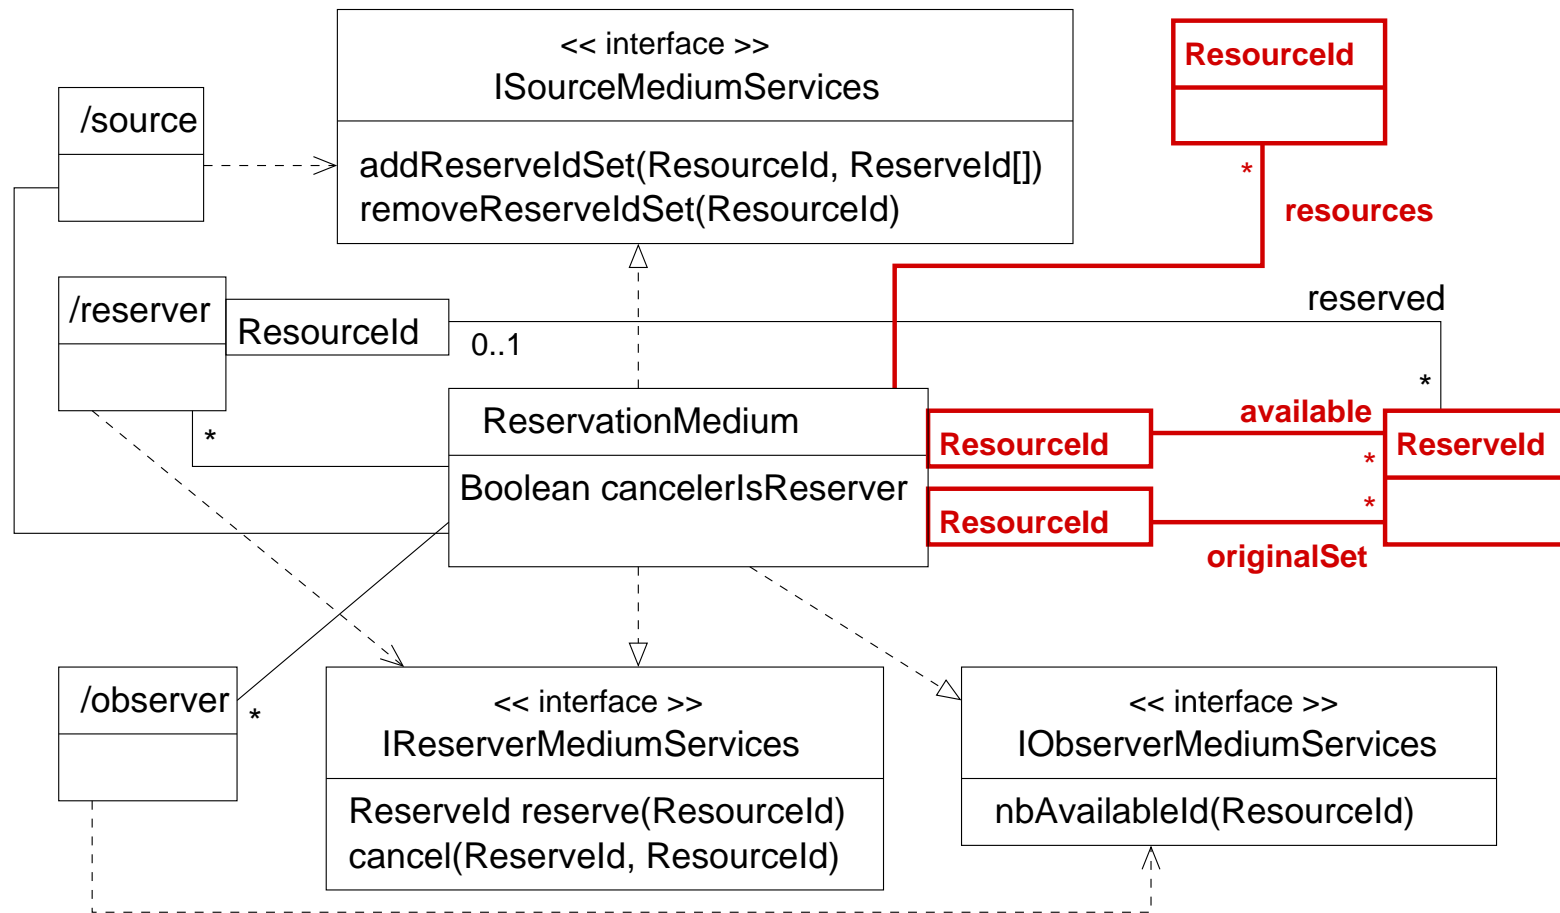 << interface >>
ISourceMediumServices
addReserveIdSet(ResourceId, ReserveId[])
removeReserveIdSet(ResourceId)
ResourceId
*
resources
/source
/reserver
ResourceId
0..1
reserved
*
*
ReservationMedium
Boolean cancelerIsReserver
ResourceId
available
*
ResourceId
*
originalSet
ReserveId
/observer
*
<< interface >>
IReserverMediumServices
ReserveId reserve(ResourceId)
cancel(ReserveId, ResourceId)
<< interface >>
IObserverMediumServices
nbAvailableId(ResourceId)